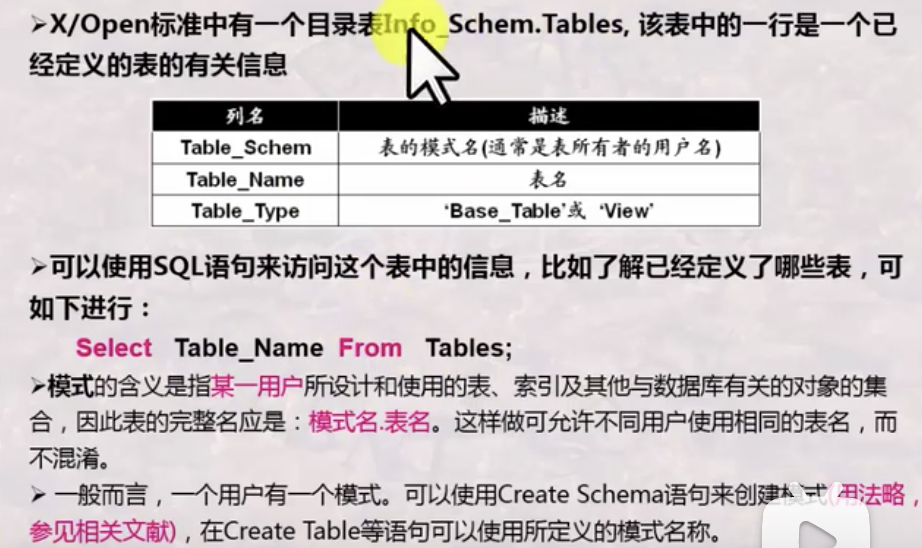 ➢X/Open标准中有一个目录表Info_Schem.Tables, 该表中的一行是一个已
经定义的表的有关信息
列名 描述
Table_Schem 表的模式名(通常是表所有者的用户名)
Table_Name 表名
Table_Type ‘Base_Table’或 ‘View’
➢可以使用SQL语句来访问这个表中的信息，比如了解已经定义了哪些表，可
如下进行：
Select Table_Name From Tables;
➢模式的含义是指某一用户所设计和使用的表、索引及其他与数据库有关的对象的集
合，因此表的完整名应是：模式名.表名。这样做可允许不同用户使用相同的表名，而
不混淆。
➢ 一般而言，一个用户有一个模式。可以使用Create Schema语句来创建模式(用法略，
参见相关文献)，在Create Table等语句可以使用所定义的模式名称。